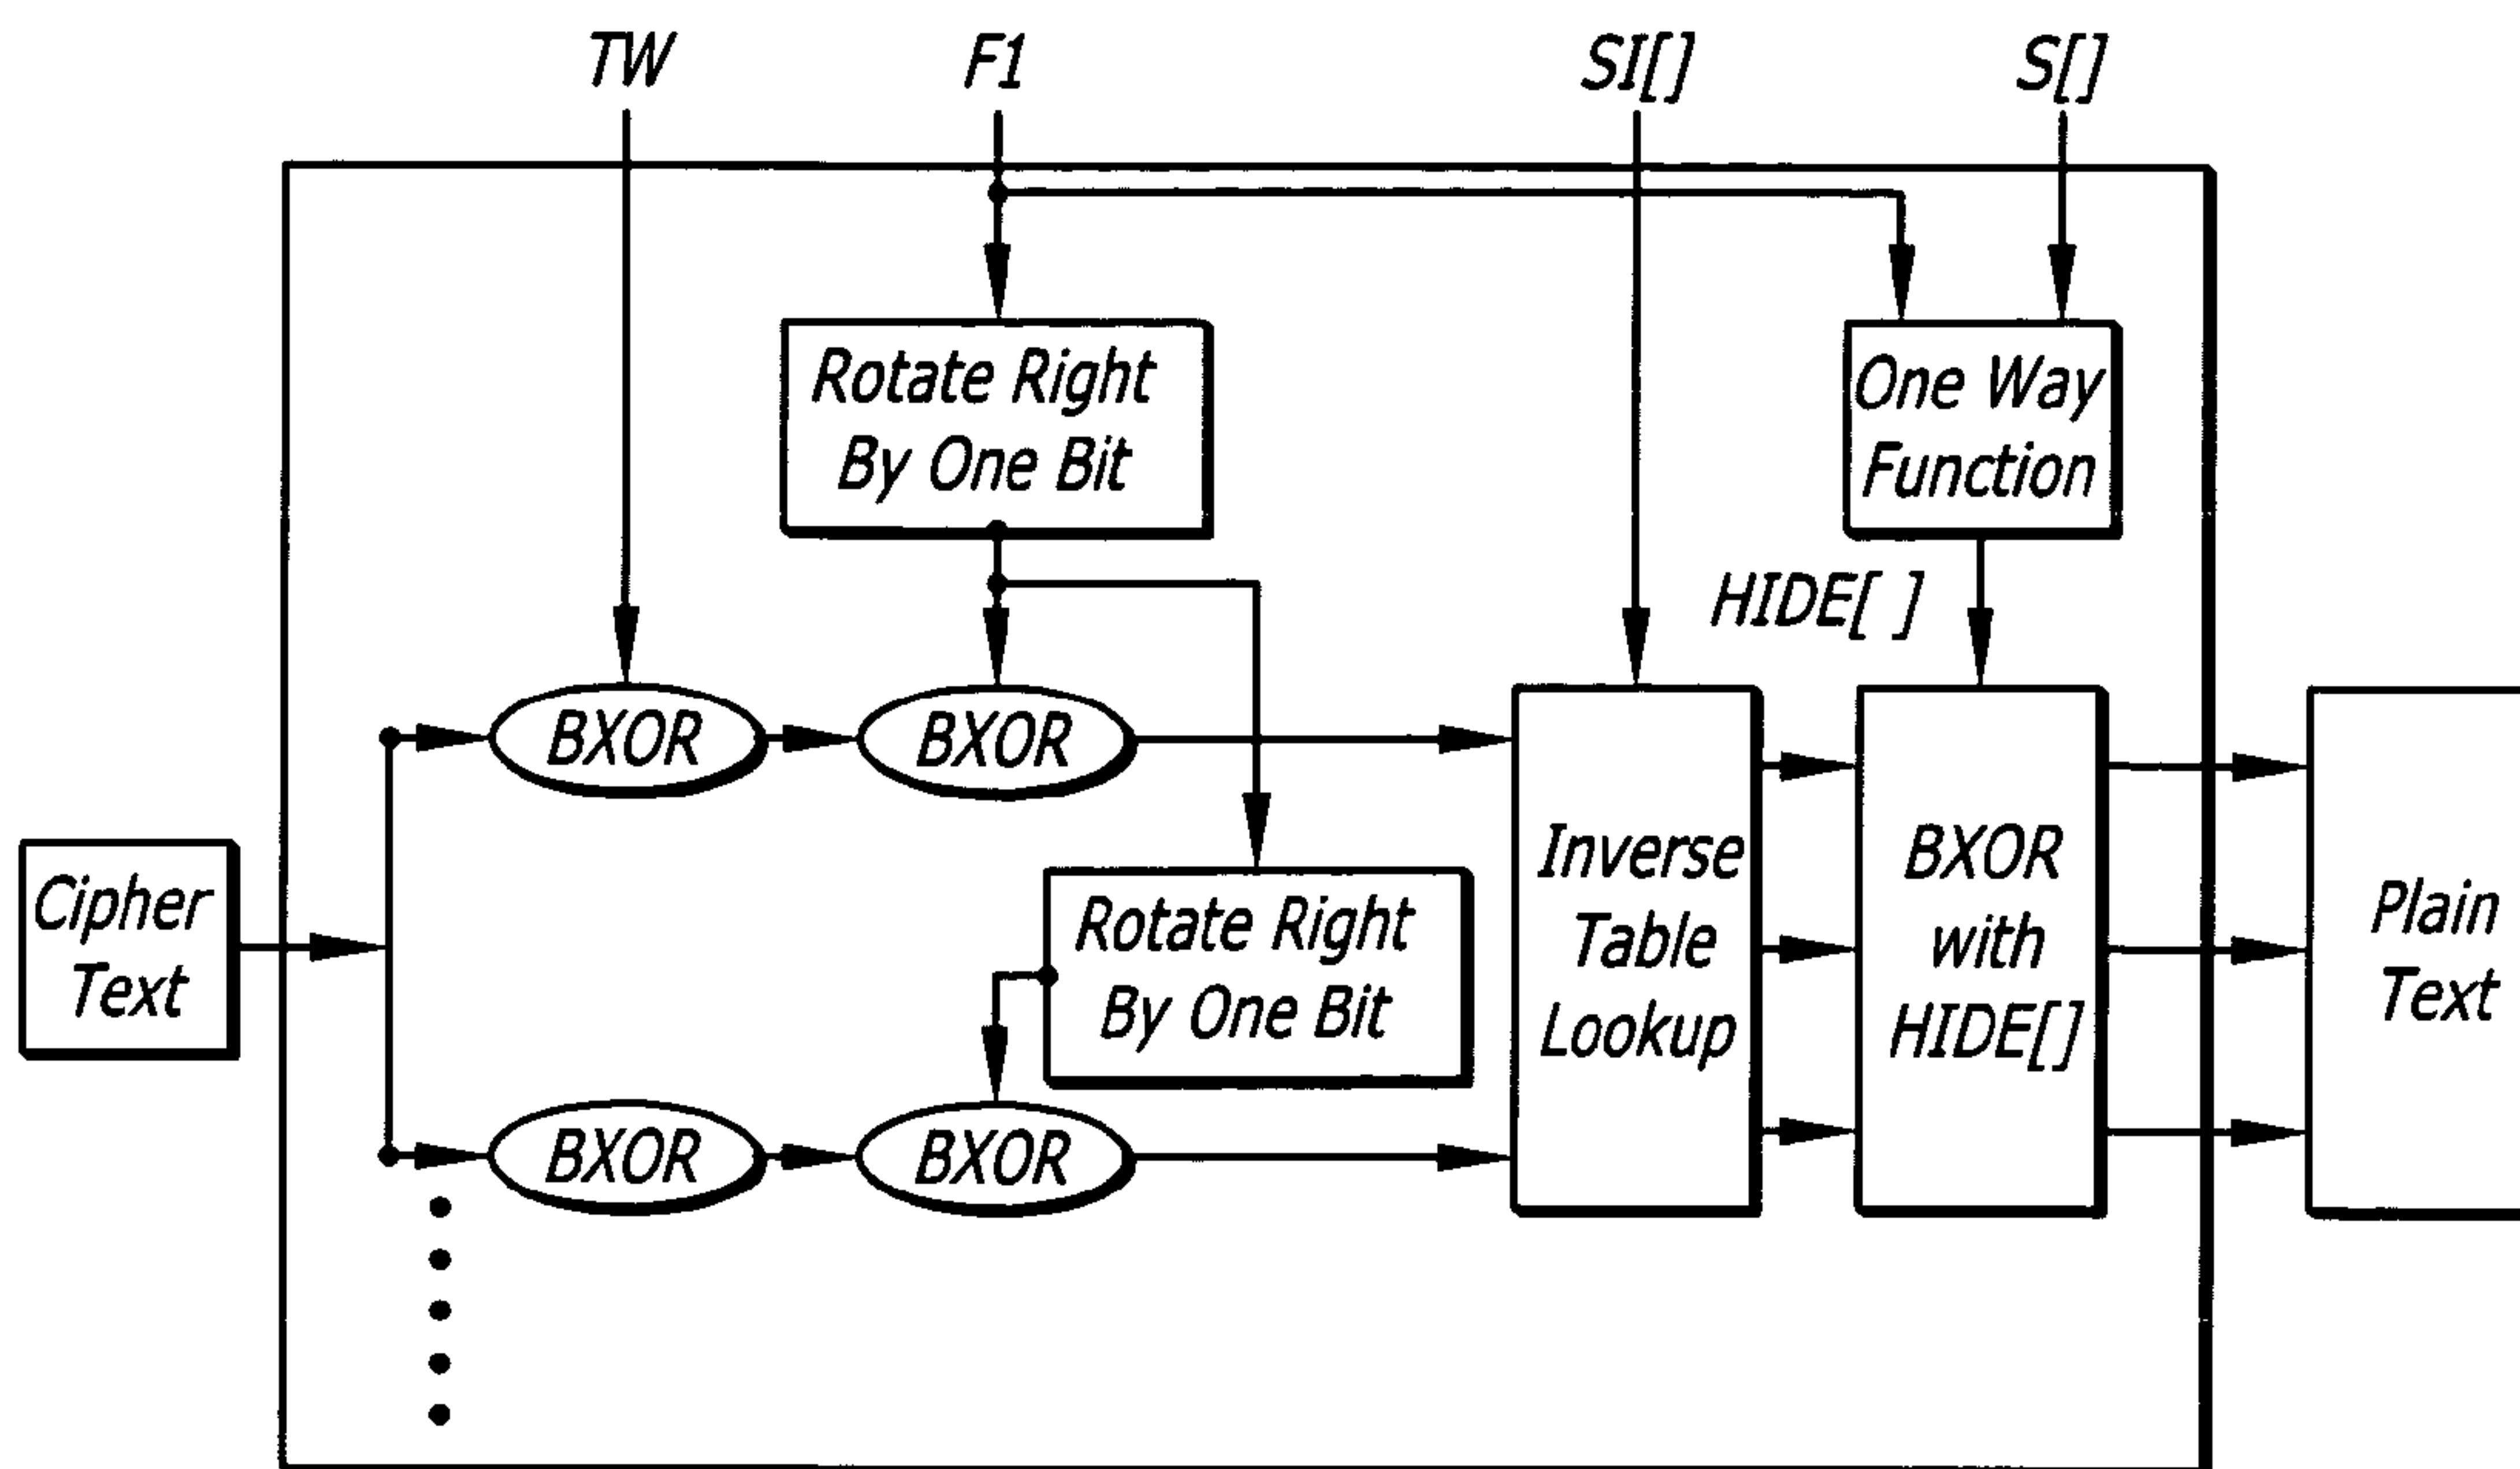 TW
F1
SI[]
S[]
Rotate Right
By One Bit
One Way
Function
HIDE[ ]
BXOR
BXOR
Cipher
Text
Rotate Right
By One Bit
Inverse
Table
Lookup
BXOR
with
HIDE[]
Plain
Text
BXOR
BXOR